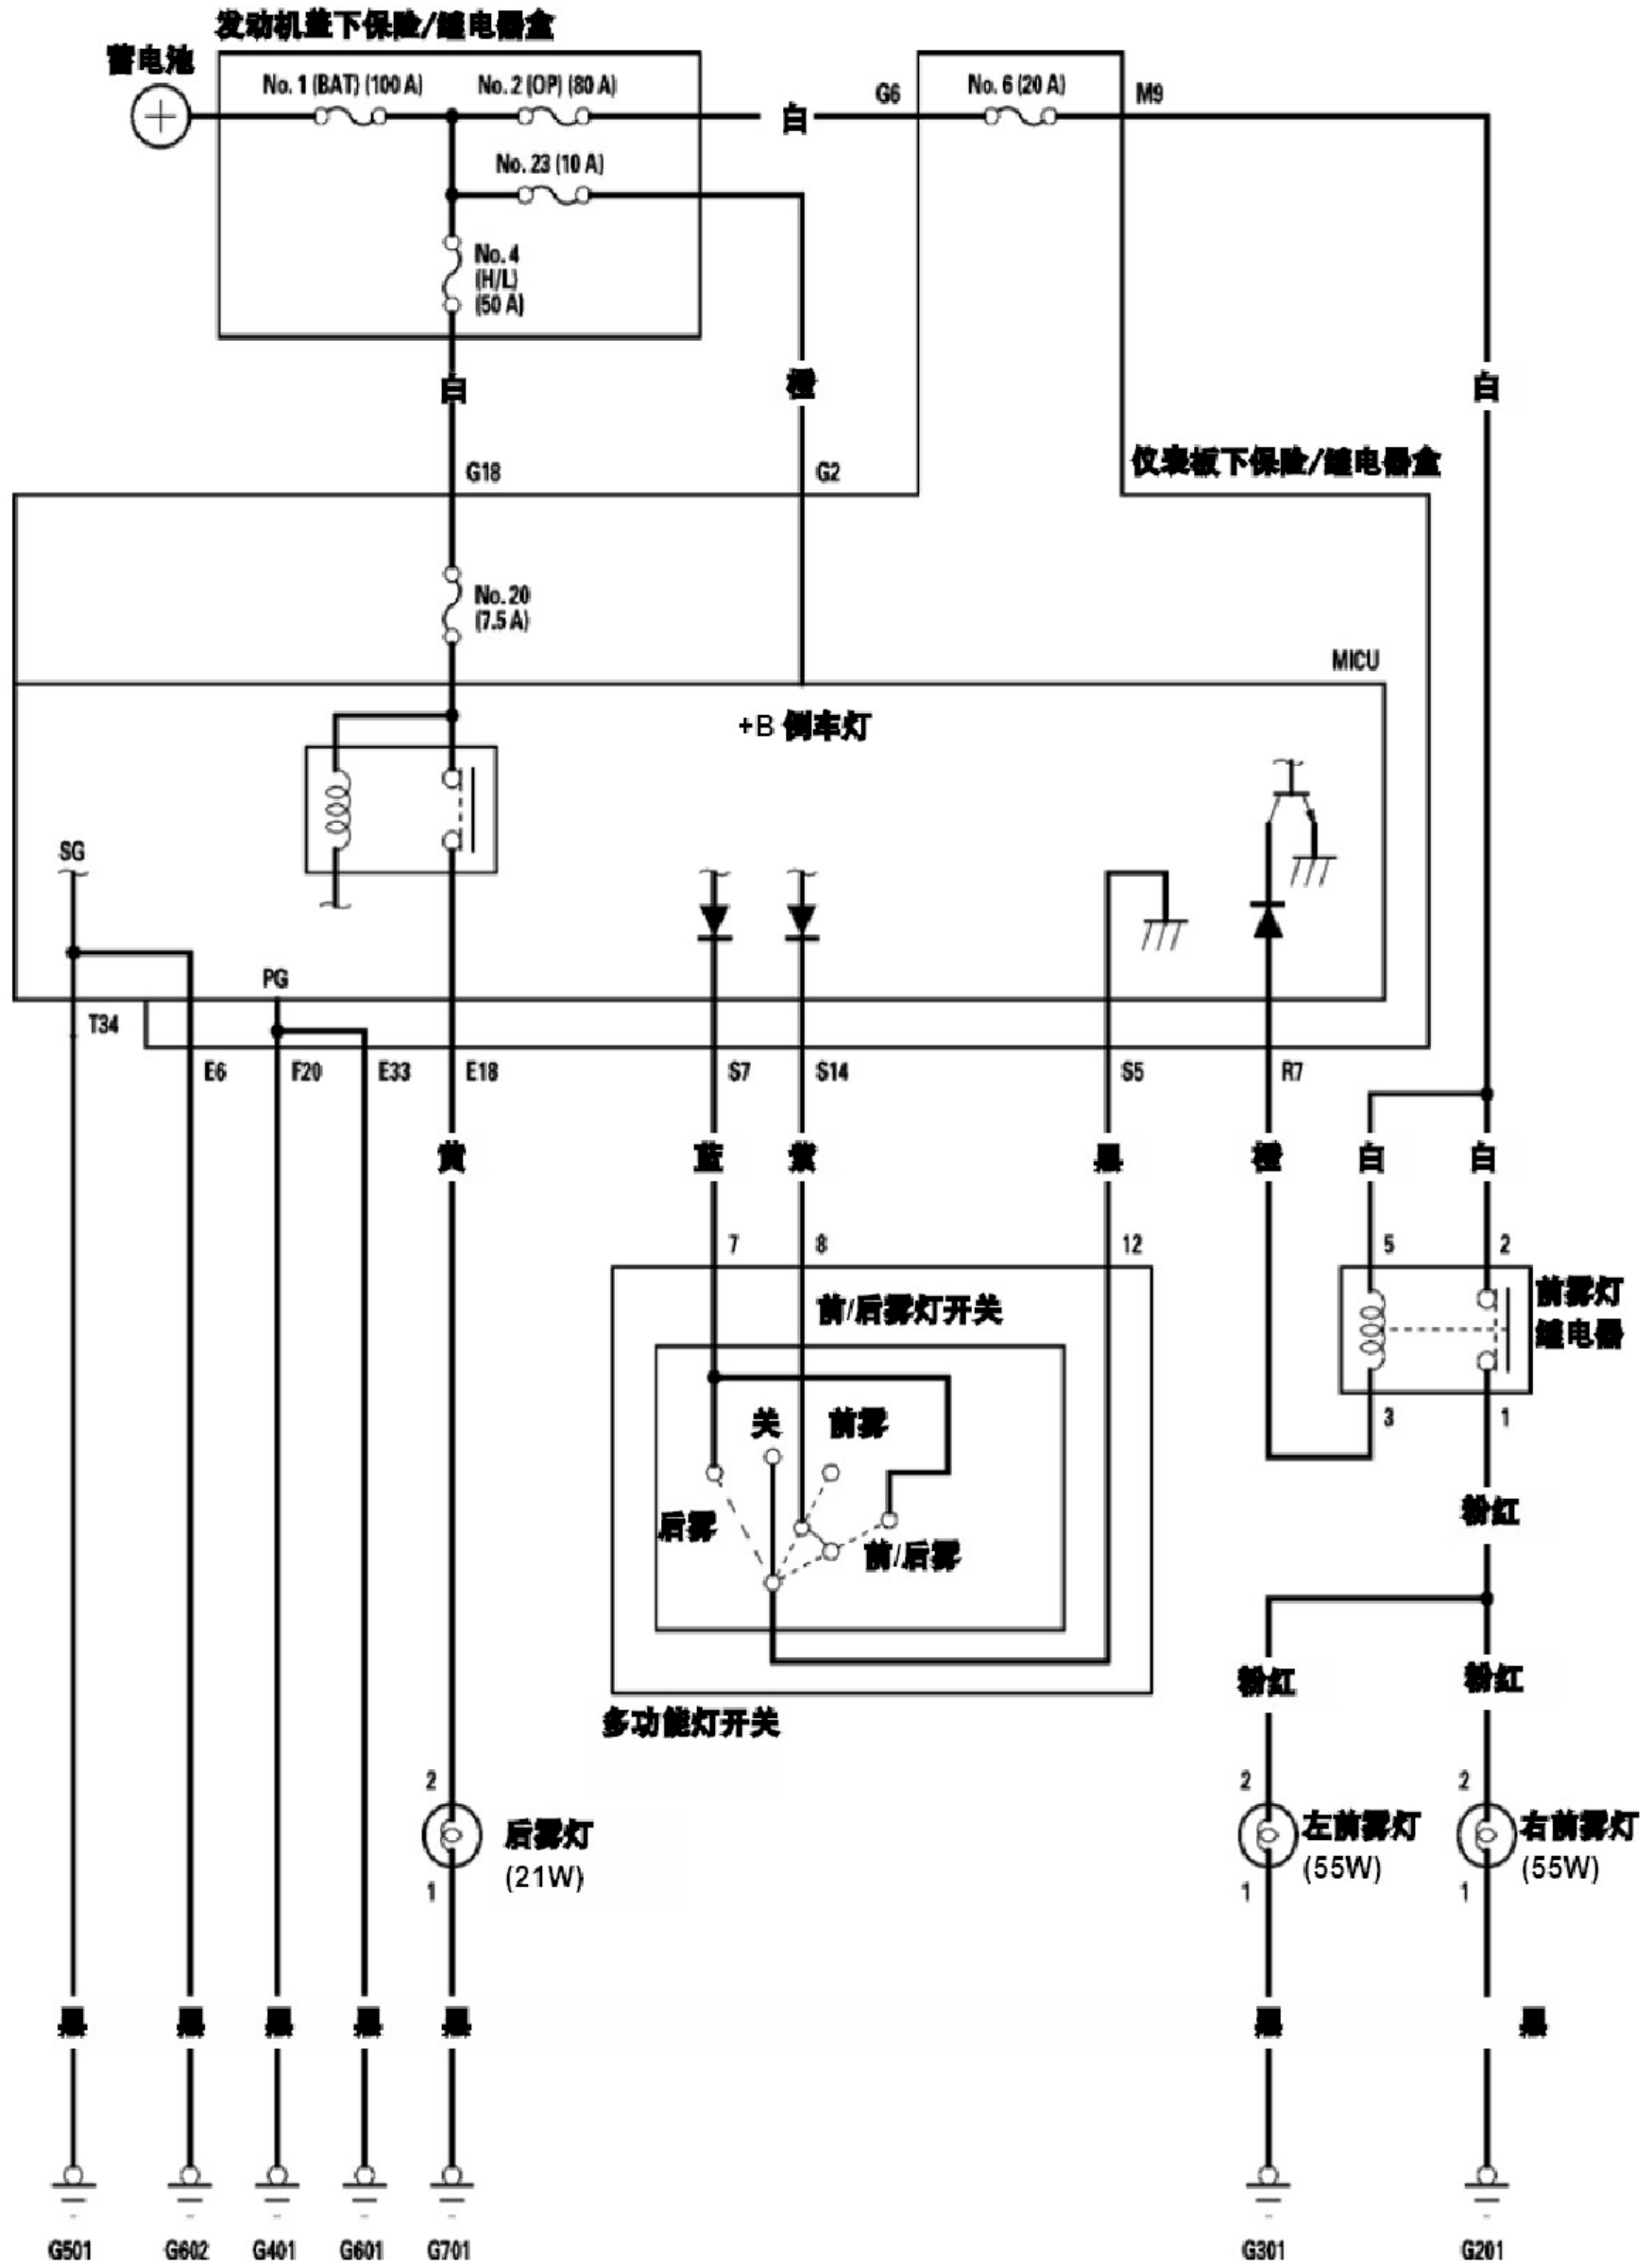 发动机盖下保险/继电器盒
蓄电池
No. 1 (BAT) (100 A)
No. 2 (OP) (80 A)
白
G6
No. 6 (20 A)
M9
No. 23 (10 A)
No. 4
(H/L)
(50 A)
白
橙
白
仪表板下保险/继电器盒
G18
G2
No. 20
(7.5 A)
MICU
+B 倒车灯
SG
PG
T34
E6
F20
E33
E18
S7
S14
S5
R7
黄
蓝
紫
黑
橙
白
白
7
8
12
5
2
前/后雾灯开关
前雾灯
继电器
关
前雾
3
1
后雾
前/后雾
粉红
粉红
粉红
多功能灯开关
2
后雾灯
(21W)
1
2
左前雾灯
(55W)
1
2
右前雾灯
(55W)
1
黑
黑
黑
黑
黑
黑
黑
G501
G602
G401
G601
G701
G301
G201